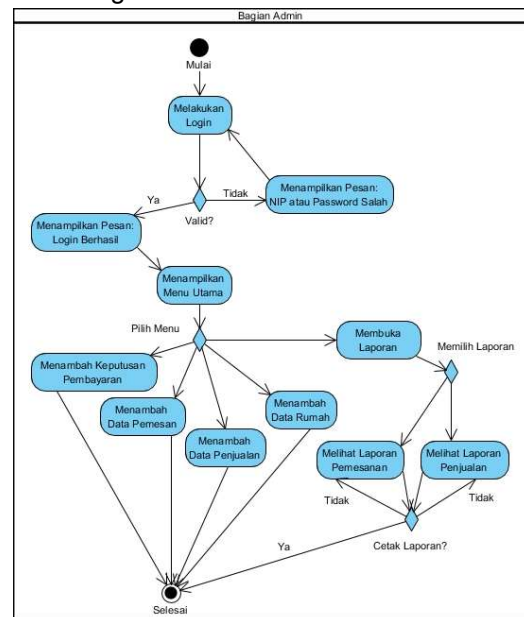 Bagian Admin
Mulai
Melakukan
Login
Tidak
Menampilkan Pesan:
NIP atau Password Salah
Ya
Valid?
Menampilkan Pesan:
Login Berhasil
Menampilkan
Menu Utama
Pilih Menu
Membuka
Laporan
Memilih Laporan
Menambah Keputusan
Pembayaran
Menambah
Data Pemesan
Menambah
Data Penjualan
Menambah
Data Rumah
Melihat Laporan
Pemesanan
Melihat Laporan
Penjualan
Tidak
Tidak
Ya
Cetak Laporan?
Selesai